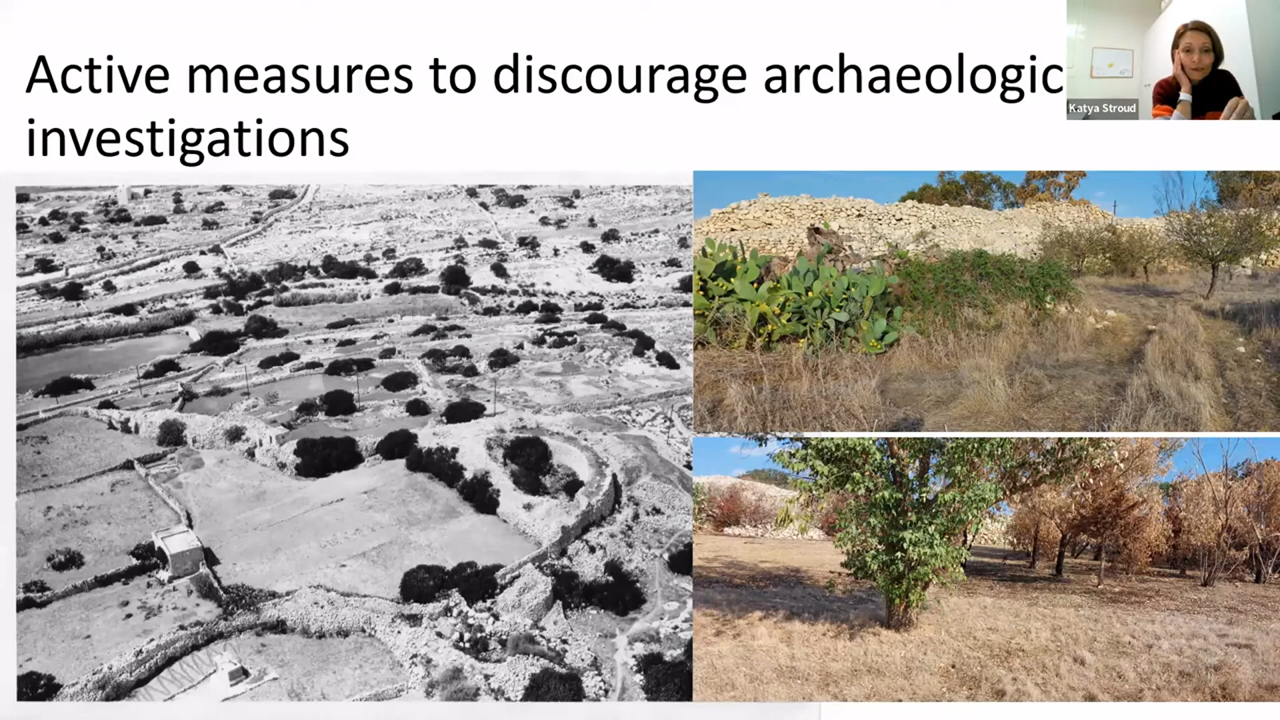 Active measures to discourage archaeologic
investigations
Katya Stroud